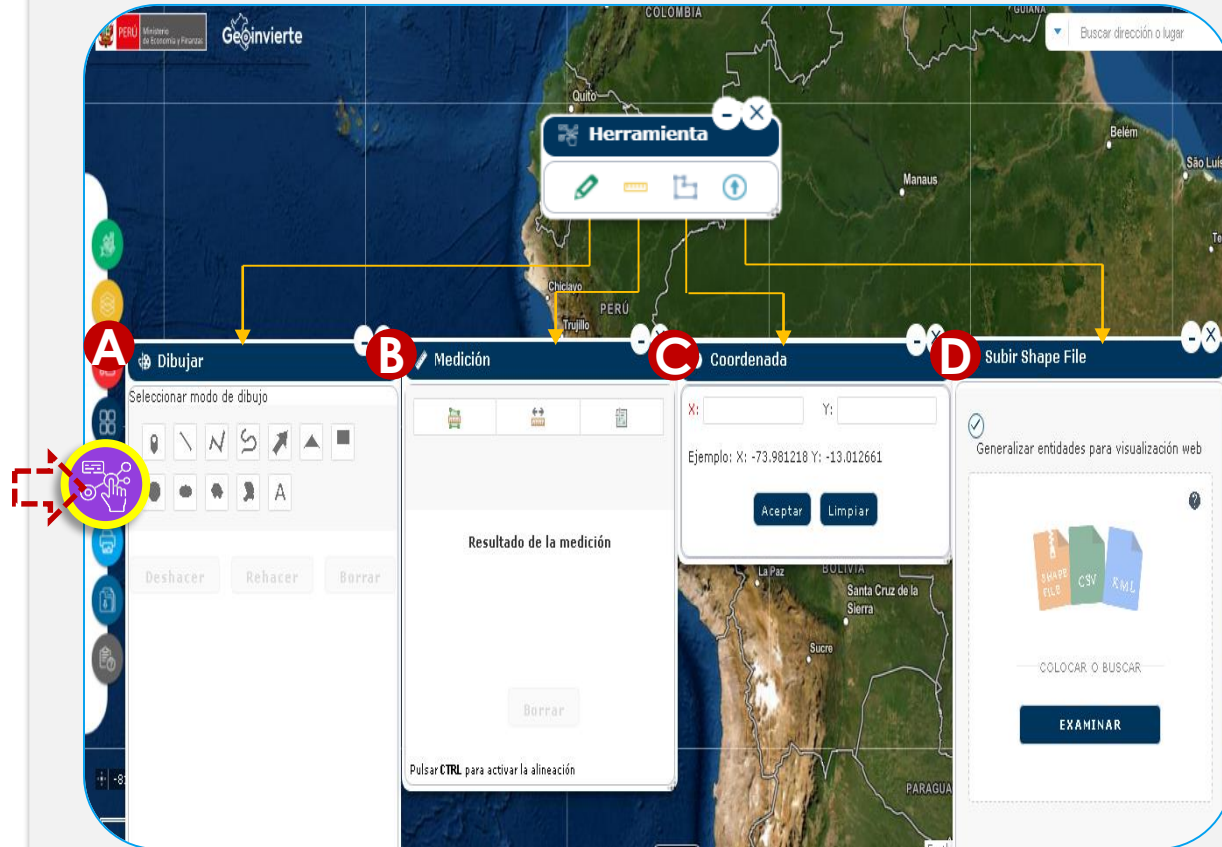 COLOMBIA
GUIANA
PERÚ Ministerio de Economía y Finanzas
Geoinvierte
Buscar dirección o lugar
Quito
Belém
Herramienta
São Luís
Manaus
Chiclayo
PERÚ
Trujillo
A Dibujar
B Medición
C Coordenada
D Subir Shape File
Seleccionar modo de dibujo
X:
Y:
Generalizar entidades para visualización web
Ejemplo: X: -73.981218 Y: -13.012661
A
Aceptar
Limpiar
Resultado de la medición
La Paz
BOLIVIA
Deshacer
Rehacer
Borrar
SHAPE FILE
CSV
KML
Santa Cruz de la
Sierra
Sucre
COLOCAR O BUSCAR
Borrar
EXAMINAR
Pulsar CTRL para activar la alineación